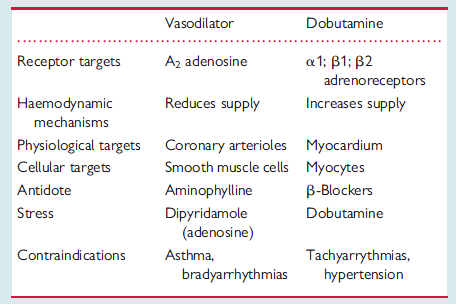 Vasodilator Dobutamine
Receptor targets A₂ adenosine α1; β1; β2
adrenoreceptors
Haemodynamic Reduces supply Increases supply
mechanisms
Physiological targets Coronary arterioles Myocardium
Cellular targets Smooth muscle cells Myocytes
Antidote Aminophylline β-Blockers
Stress Dipyridamole Dobutamine
(adenosine)
Contraindications Asthma, Tachyarrythmias,
bradyarrhythmias hypertension